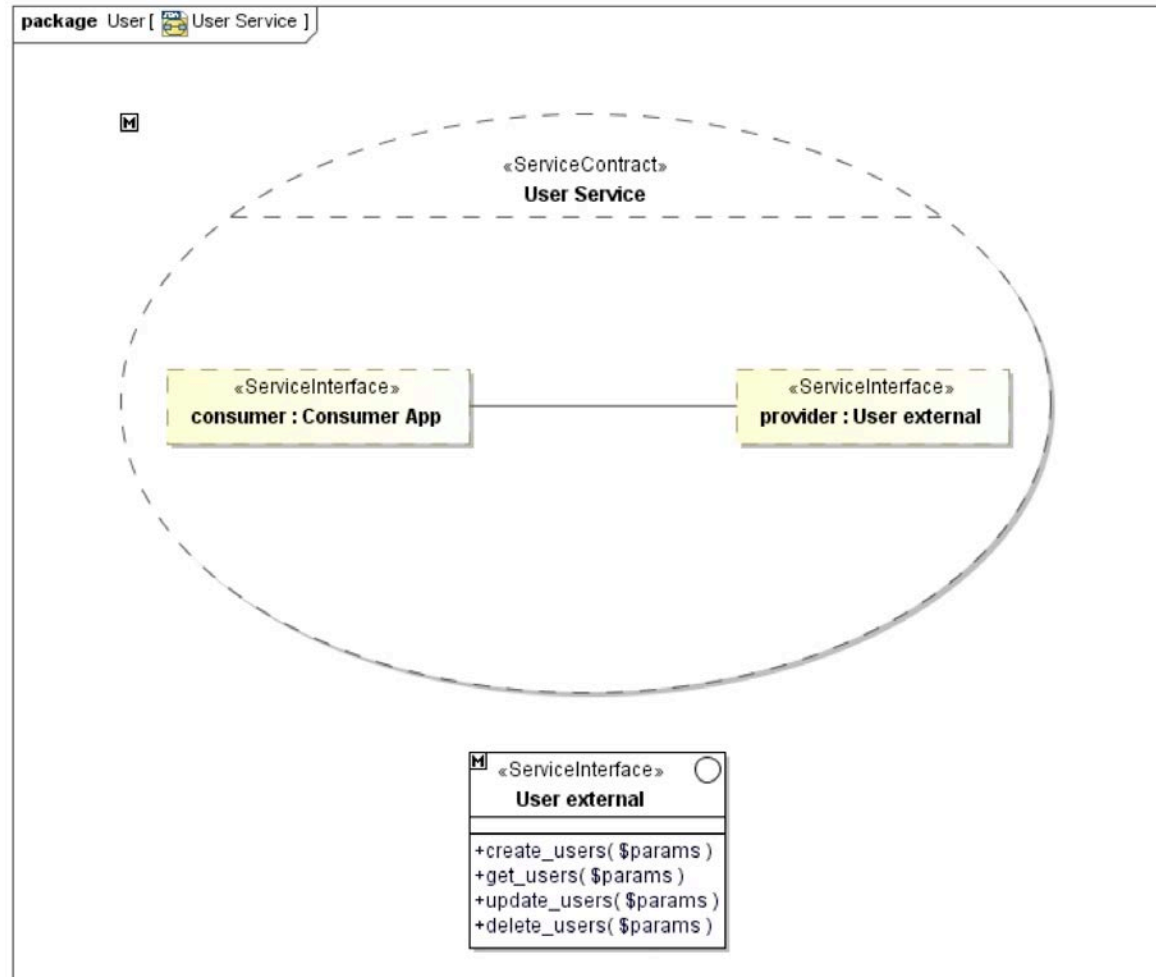 package User [ User Service ]
M
«ServiceContract»
User Service
«ServiceInterface»
consumer : Consumer App
«ServiceInterface»
provider : User external
M
«ServiceInterface»
User external
+create_users( $params )
+get_users( $params )
+update_users( $params )
+delete_users( $params )